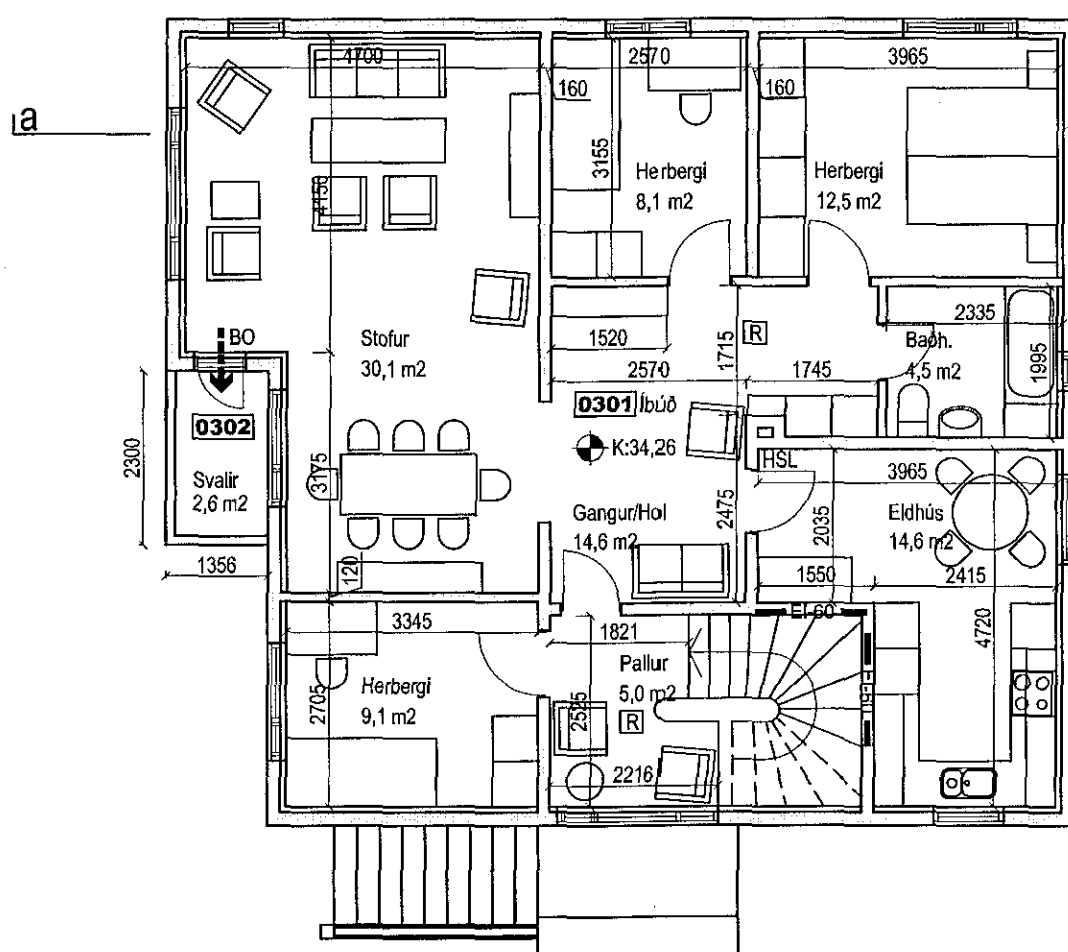 a
4700
2570
3965
160
160
3155
4150
Herbergi
8,1 m2
Herbergi
12,5 m2
BO
Stofur
30,1 m2
1520
1715
R
2335
Baðh.
4,5 m2
1995
2570
1745
0301 Íbúð
K:34,26
0302
2300
Svalir
2,6 m2
3175
HSL
3965
2475
2035
Gangur/Hol
14,6 m2
Eldhús
14,6 m2
1356
120
1550
2415
EI-60
3345
1821
4720
Herbergi
9,1 m2
2705
Pallur
5,0 m2
2525
R
2216